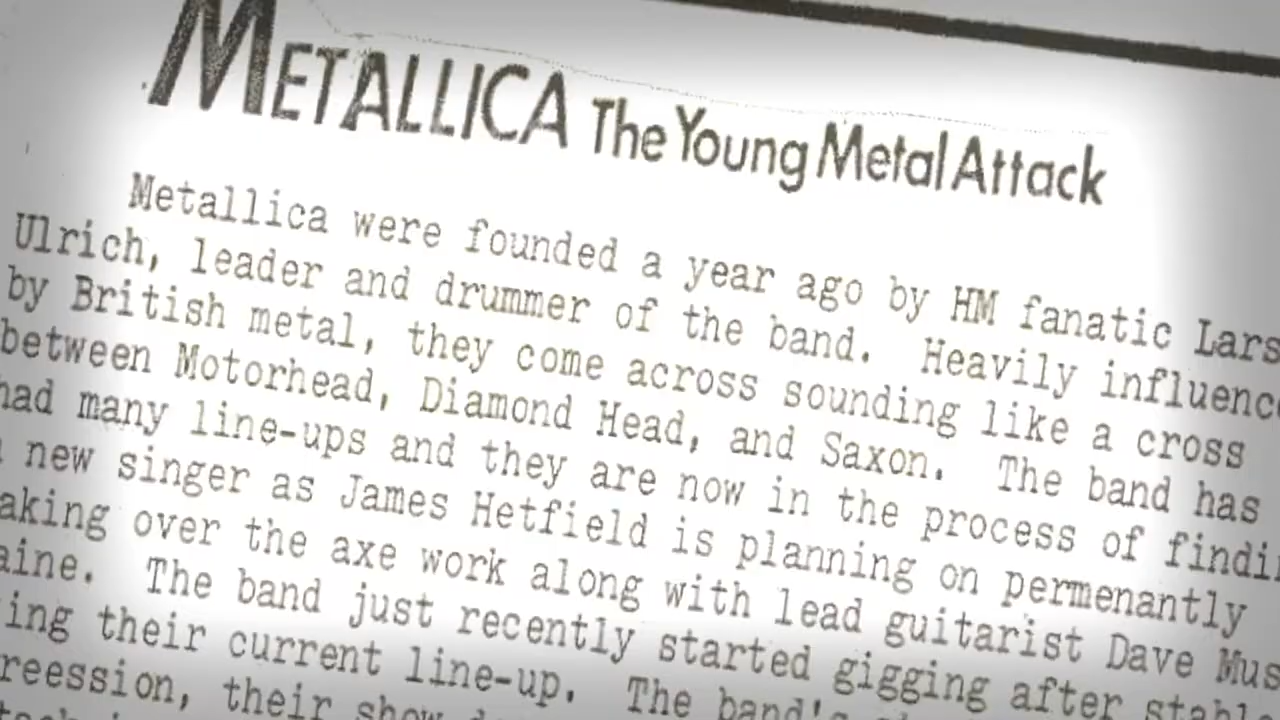 METALLICA The Young Metal Attack
Metallica were founded a year ago by HM fanatic Lars
Ulrich, leader and drummer of the band. Heavily influenc
by British metal, they come across sounding like a cross
between Motorhead, Diamond Head, and Saxon. The band has
had many line-ups and they are now in the process of findi
new singer as James Hetfield is planning on permenantly
aking over the axe work along with lead guitarist Dave Mus
aine. The band just recently started gigging after stabl
ing their current line-up. The band's
reession, their show